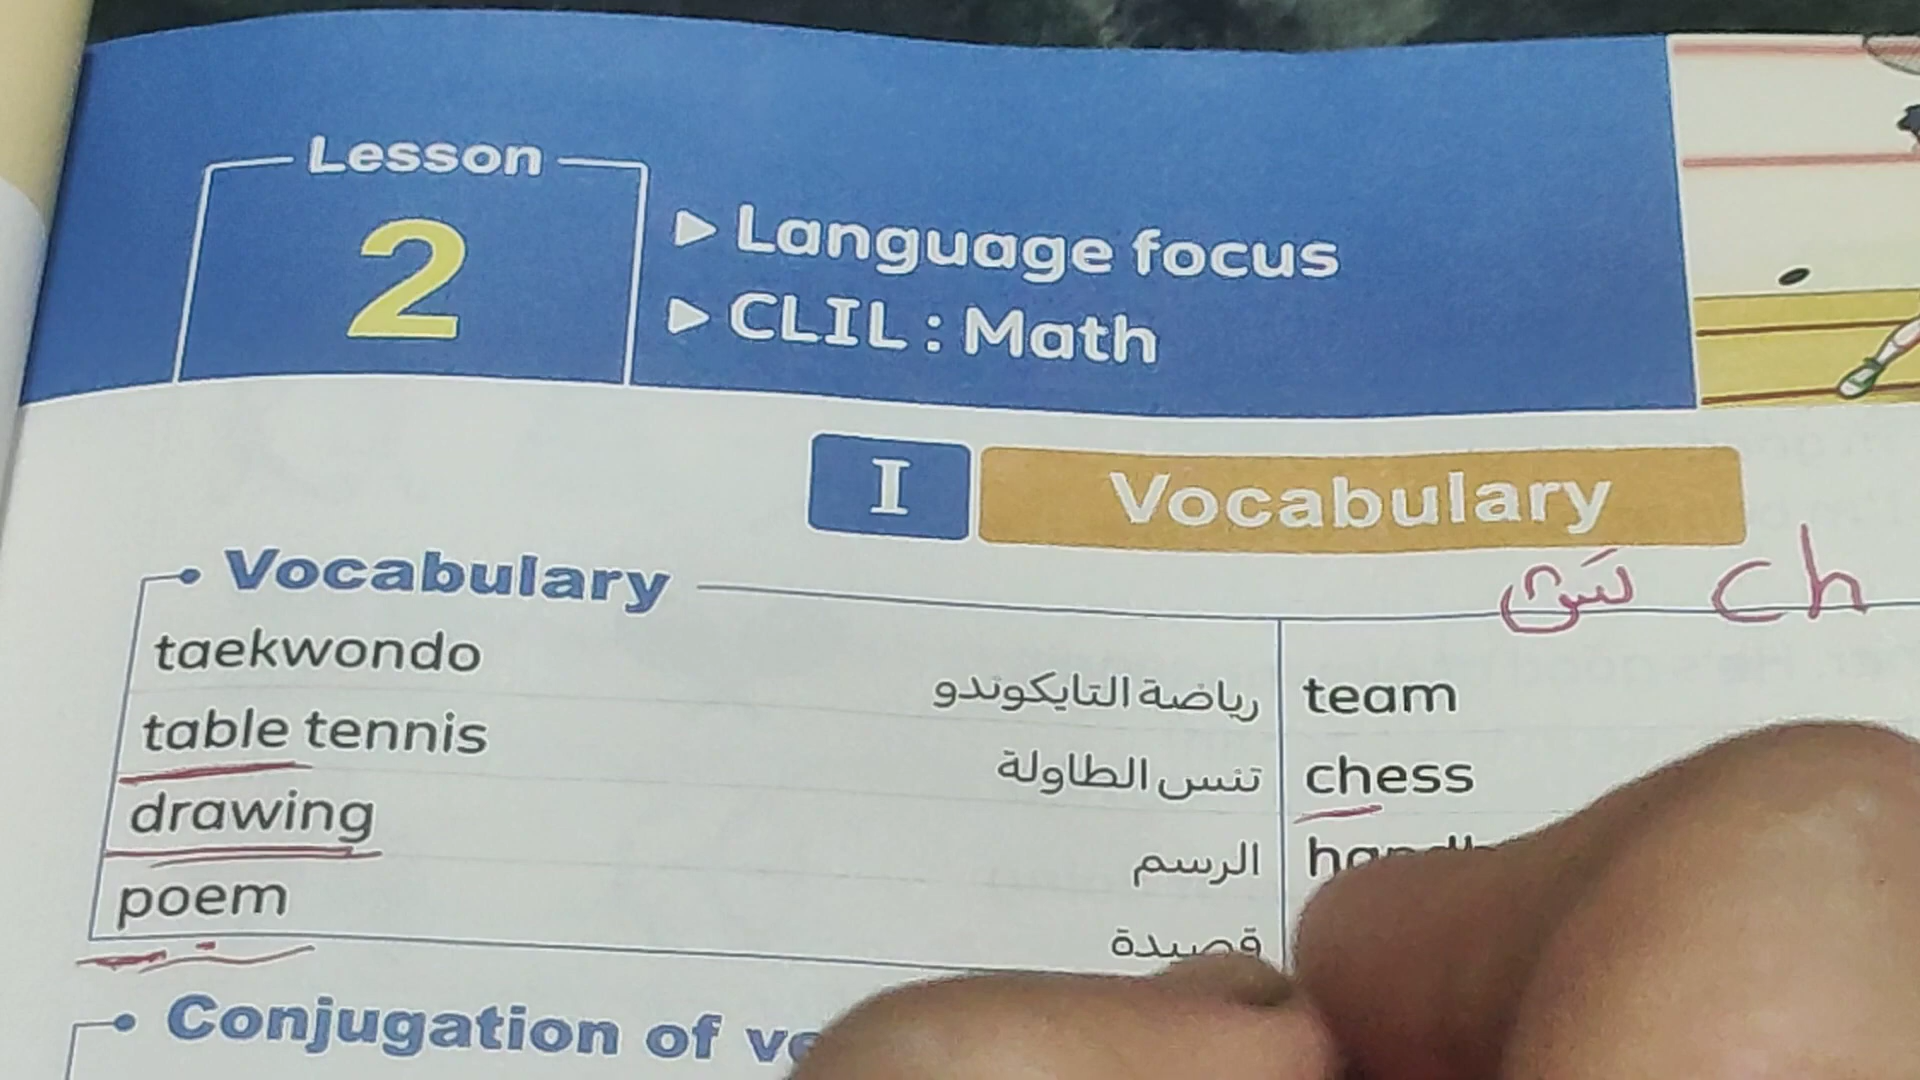 Lesson
2
▶ Language focus
▶ CLIL : Math
I Vocabulary
Vocabulary
تش ch
taekwondo رياضة التايكوندو
team
table tennis تنس الطاولة
chess
drawing الرسم
poem قصيدة
Conjugation of